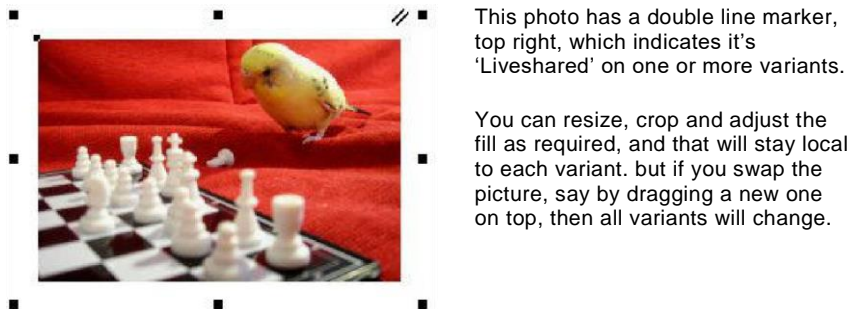 This photo has a double line marker,
top right, which indicates it's
‘Liveshared’ on one or more variants.
You can resize, crop and adjust the
fill as required, and that will stay local
to each variant. but if you swap the
picture, say by dragging a new one
on top, then all variants will change.